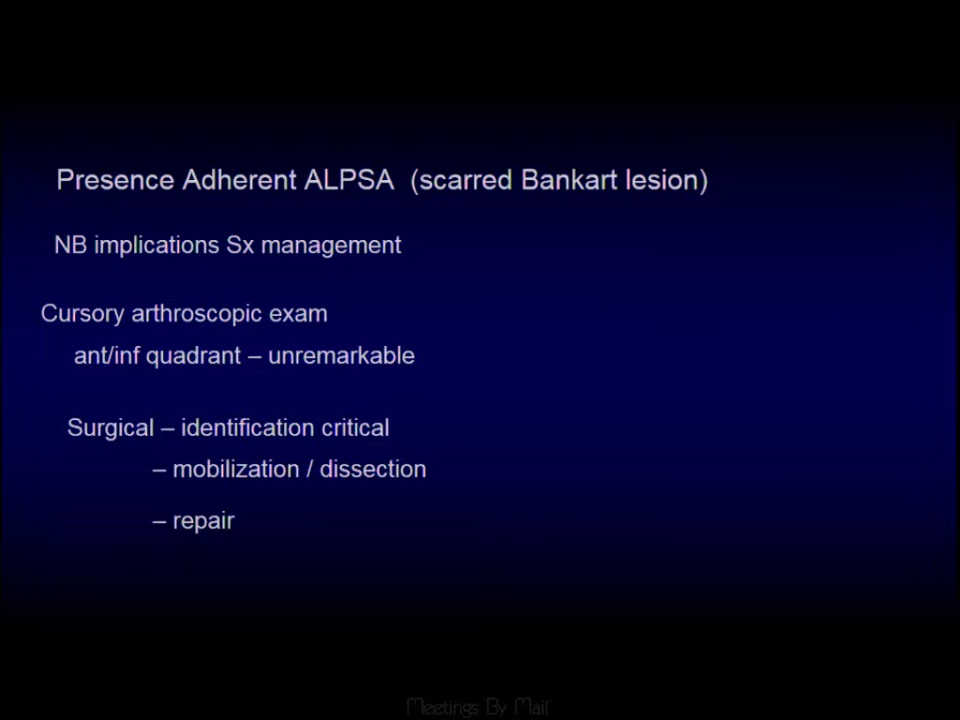 Presence Adherent ALPSA (scarred Bankart lesion)
NB implications Sx management
Cursory arthroscopic exam
ant/inf quadrant – unremarkable
Surgical – identification critical
– mobilization / dissection
– repair
Meetings By Mail